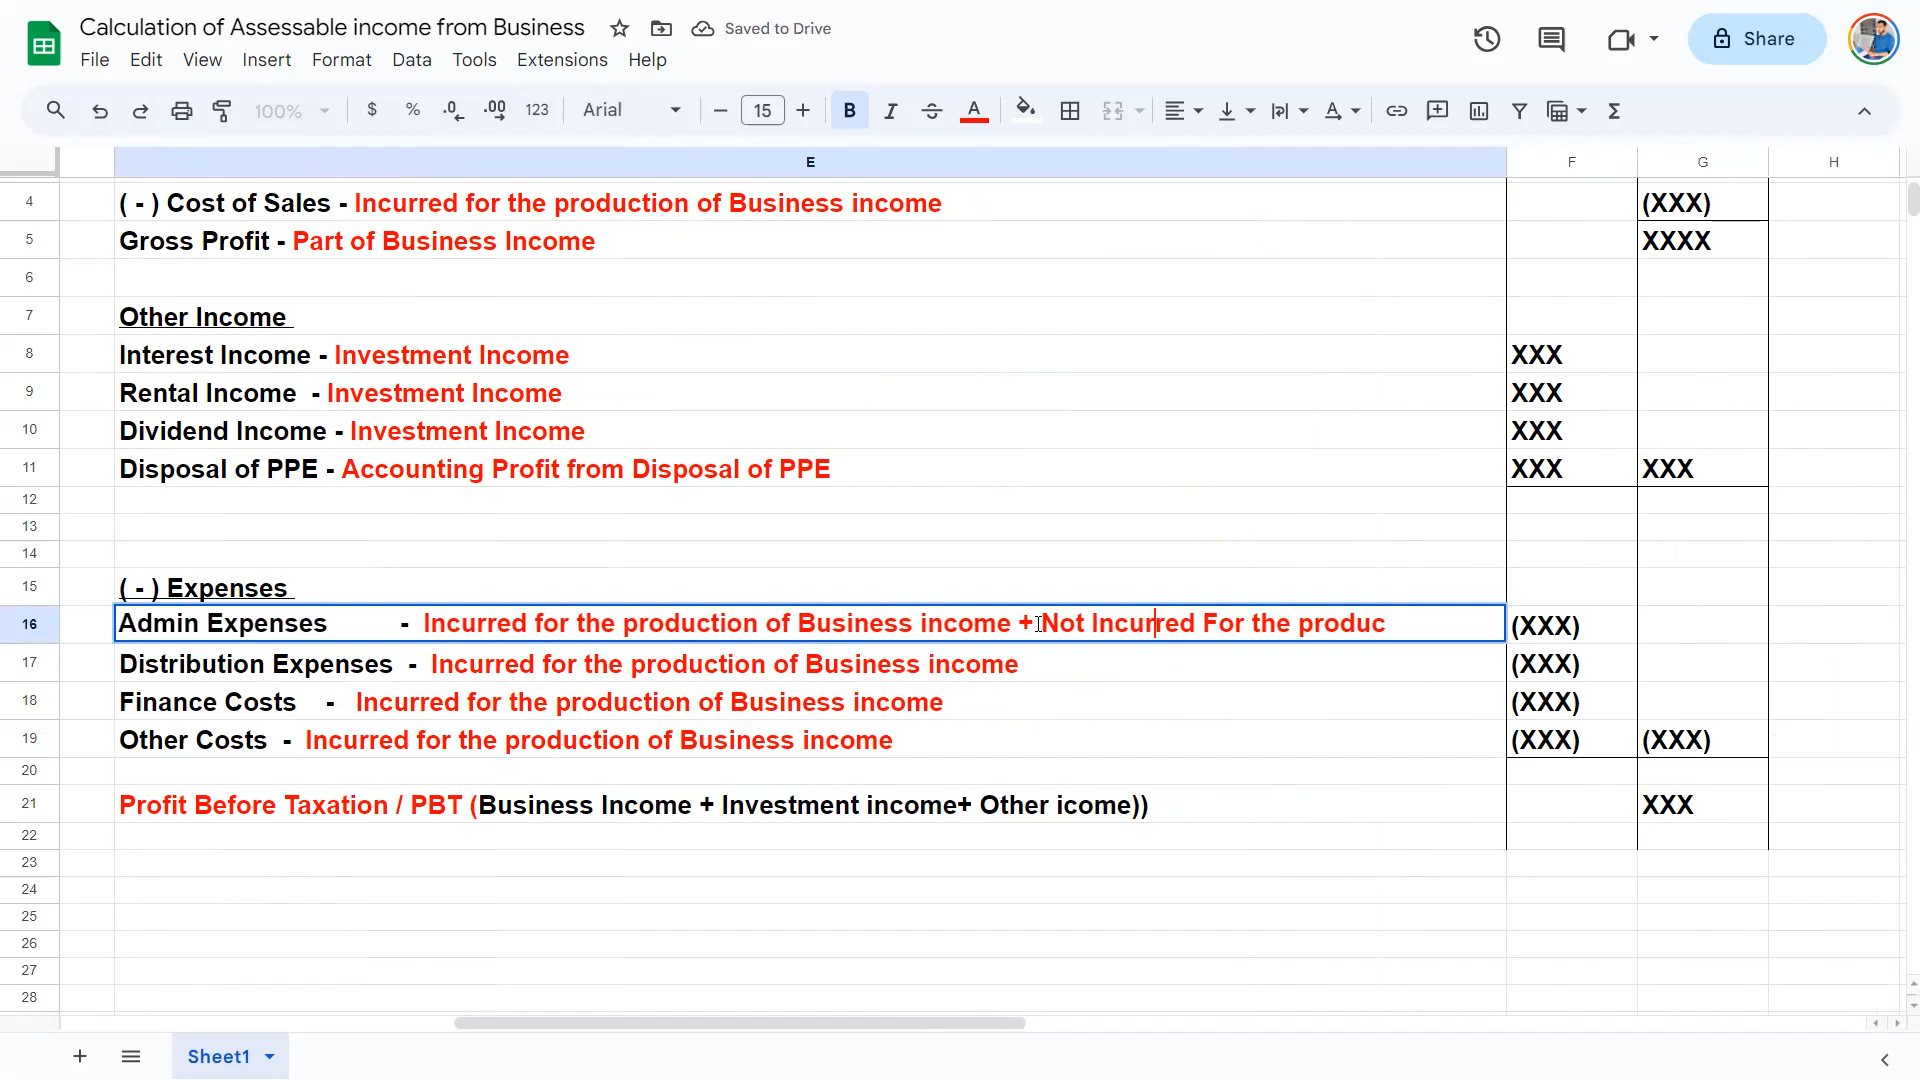 Calculation of Assessable income from Business Saved to Drive
File Edit View Insert Format Data Tools Extensions Help
Share
100% $ % .0 .00 123 Arial 15 B I A
E F G H
4 ( - ) Cost of Sales - Incurred for the production of Business income (XXX)
5 Gross Profit - Part of Business Income XXXX
6
7 Other Income
8 Interest Income - Investment Income XXX
9 Rental Income - Investment Income XXX
10 Dividend Income - Investment Income XXX
11 Disposal of PPE - Accounting Profit from Disposal of PPE XXX XXX
12
13
14
15 ( - ) Expenses
16 Admin Expenses - Incurred for the production of Business income + Not Incurred For the produc (XXX)
17 Distribution Expenses - Incurred for the production of Business income (XXX)
18 Finance Costs - Incurred for the production of Business income (XXX)
19 Other Costs - Incurred for the production of Business income (XXX) (XXX)
20
21 Profit Before Taxation / PBT (Business Income + Investment income+ Other icome)) XXX
22
23
24
25
26
27
28
Sheet1